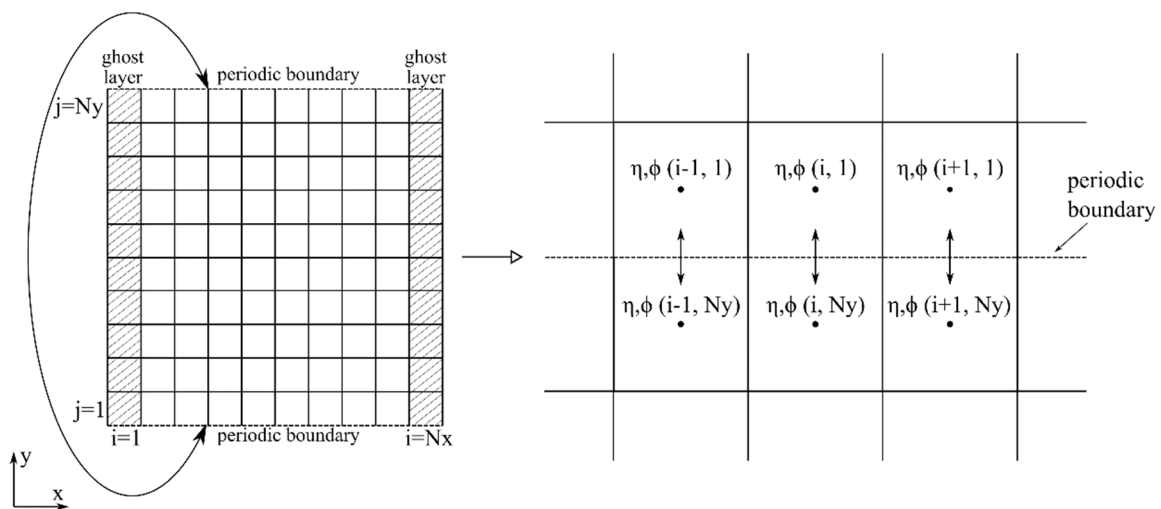 ghost
layer
periodic boundary
ghost
layer
j=Ny
j=1
i=1
periodic boundary
i=Nx
y
x
η,ϕ (i-1, 1)
η,ϕ (i, 1)
η,ϕ (i+1, 1)
periodic
boundary
η,ϕ (i-1, Ny)
η,ϕ (i, Ny)
η,ϕ (i+1, Ny)